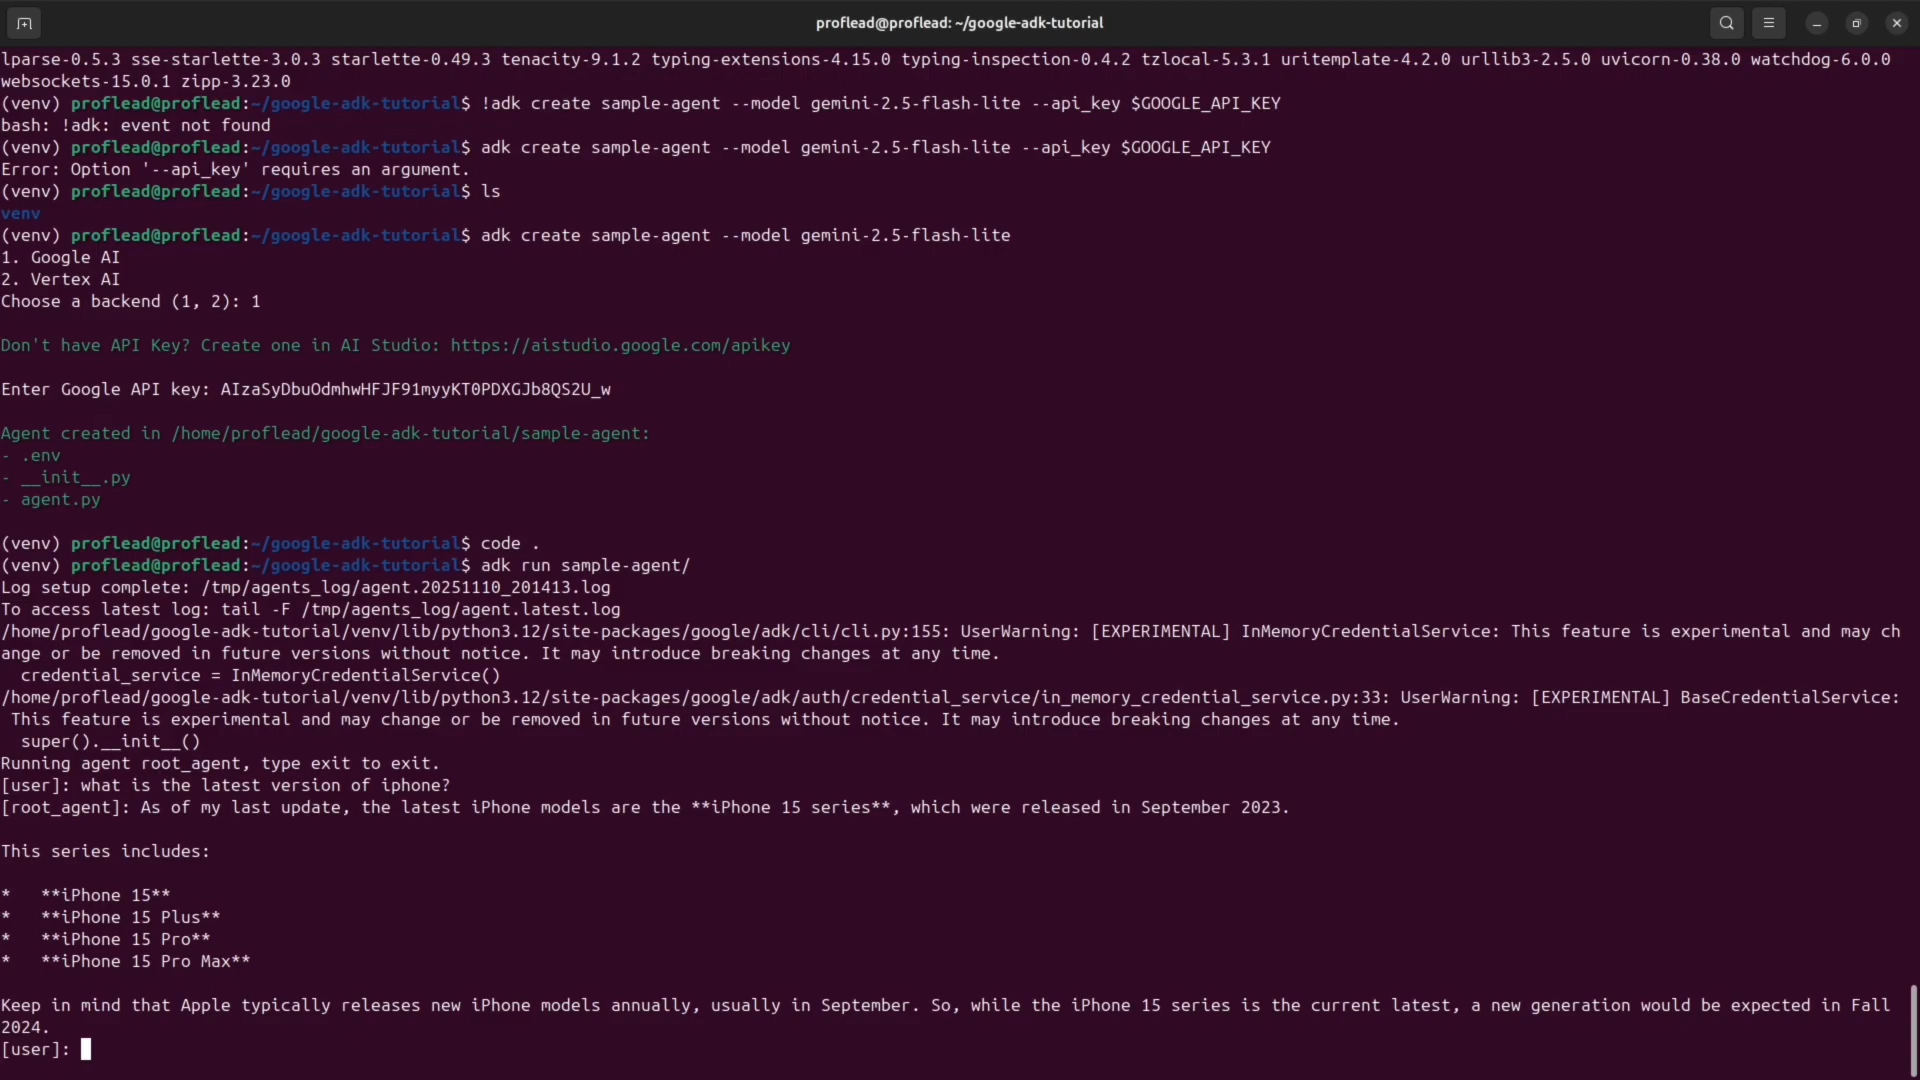 proflead@proflead: ~/google-adk-tutorial
lparse-0.5.3 sse-starlette-3.0.3 starlette-0.49.3 tenacity-9.1.2 typing-extensions-4.15.0 typing-inspection-0.4.2 tzlocal-5.3.1 uritemplate-4.2.0 urllib3-2.5.0 uvicorn-0.38.0 watchdog-6.0.0
websockets-15.0.1 zipp-3.23.0
(venv) proflead@proflead:~/google-adk-tutorial$ !adk create sample-agent --model gemini-2.5-flash-lite --api_key $GOOGLE_API_KEY
bash: !adk: event not found
(venv) proflead@proflead:~/google-adk-tutorial$ adk create sample-agent --model gemini-2.5-flash-lite --api_key $GOOGLE_API_KEY
Error: Option '--api_key' requires an argument.
(venv) proflead@proflead:~/google-adk-tutorial$ ls
venv
(venv) proflead@proflead:~/google-adk-tutorial$ adk create sample-agent --model gemini-2.5-flash-lite
1. Google AI
2. Vertex AI
Choose a backend (1, 2): 1
Don't have API Key? Create one in AI Studio: https://aistudio.google.com/apikey
Enter Google API key: AIzaSyDbuOdmhwHFJF91myyKT0PDXGJb8QS2U_w
Agent created in /home/proflead/google-adk-tutorial/sample-agent:
- .env
- __init__.py
- agent.py
(venv) proflead@proflead:~/google-adk-tutorial$ code .
(venv) proflead@proflead:~/google-adk-tutorial$ adk run sample-agent/
Log setup complete: /tmp/agents_log/agent.20251110_201413.log
To access latest log: tail -F /tmp/agents_log/agent.latest.log
/home/proflead/google-adk-tutorial/venv/lib/python3.12/site-packages/google/adk/cli/cli.py:155: UserWarning: [EXPERIMENTAL] InMemoryCredentialService: This feature is experimental and may ch
ange or be removed in future versions without notice. It may introduce breaking changes at any time.
credential_service = InMemoryCredentialService()
/home/proflead/google-adk-tutorial/venv/lib/python3.12/site-packages/google/adk/auth/credential_service/in_memory_credential_service.py:33: UserWarning: [EXPERIMENTAL] BaseCredentialService:
This feature is experimental and may change or be removed in future versions without notice. It may introduce breaking changes at any time.
super().__init__()
Running agent root_agent, type exit to exit.
[user]: what is the latest version of iphone?
[root_agent]: As of my last update, the latest iPhone models are the **iPhone 15 series**, which were released in September 2023.
This series includes:
* **iPhone 15**
* **iPhone 15 Plus**
* **iPhone 15 Pro**
* **iPhone 15 Pro Max**
Keep in mind that Apple typically releases new iPhone models annually, usually in September. So, while the iPhone 15 series is the current latest, a new generation would be expected in Fall
2024.
[user]: